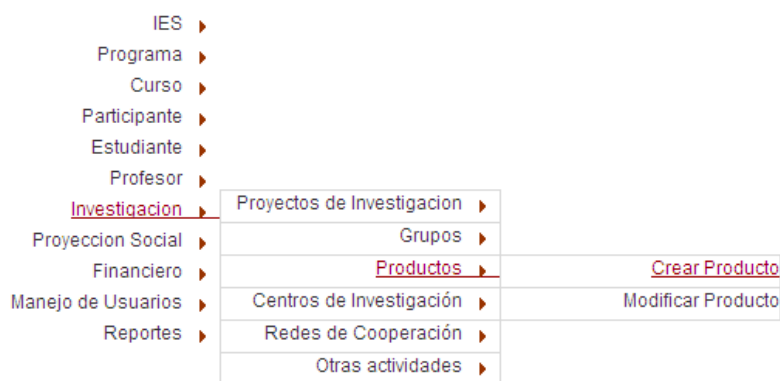 IES
Programa
Curso
Participante
Estudiante
Profesor
Investigacion
Proyeccion Social
Financiero
Manejo de Usuarios
Reportes
Proyectos de Investigacion
Grupos
Productos
Centros de Investigación
Redes de Cooperación
Otras actividades
Crear Producto
Modificar Producto